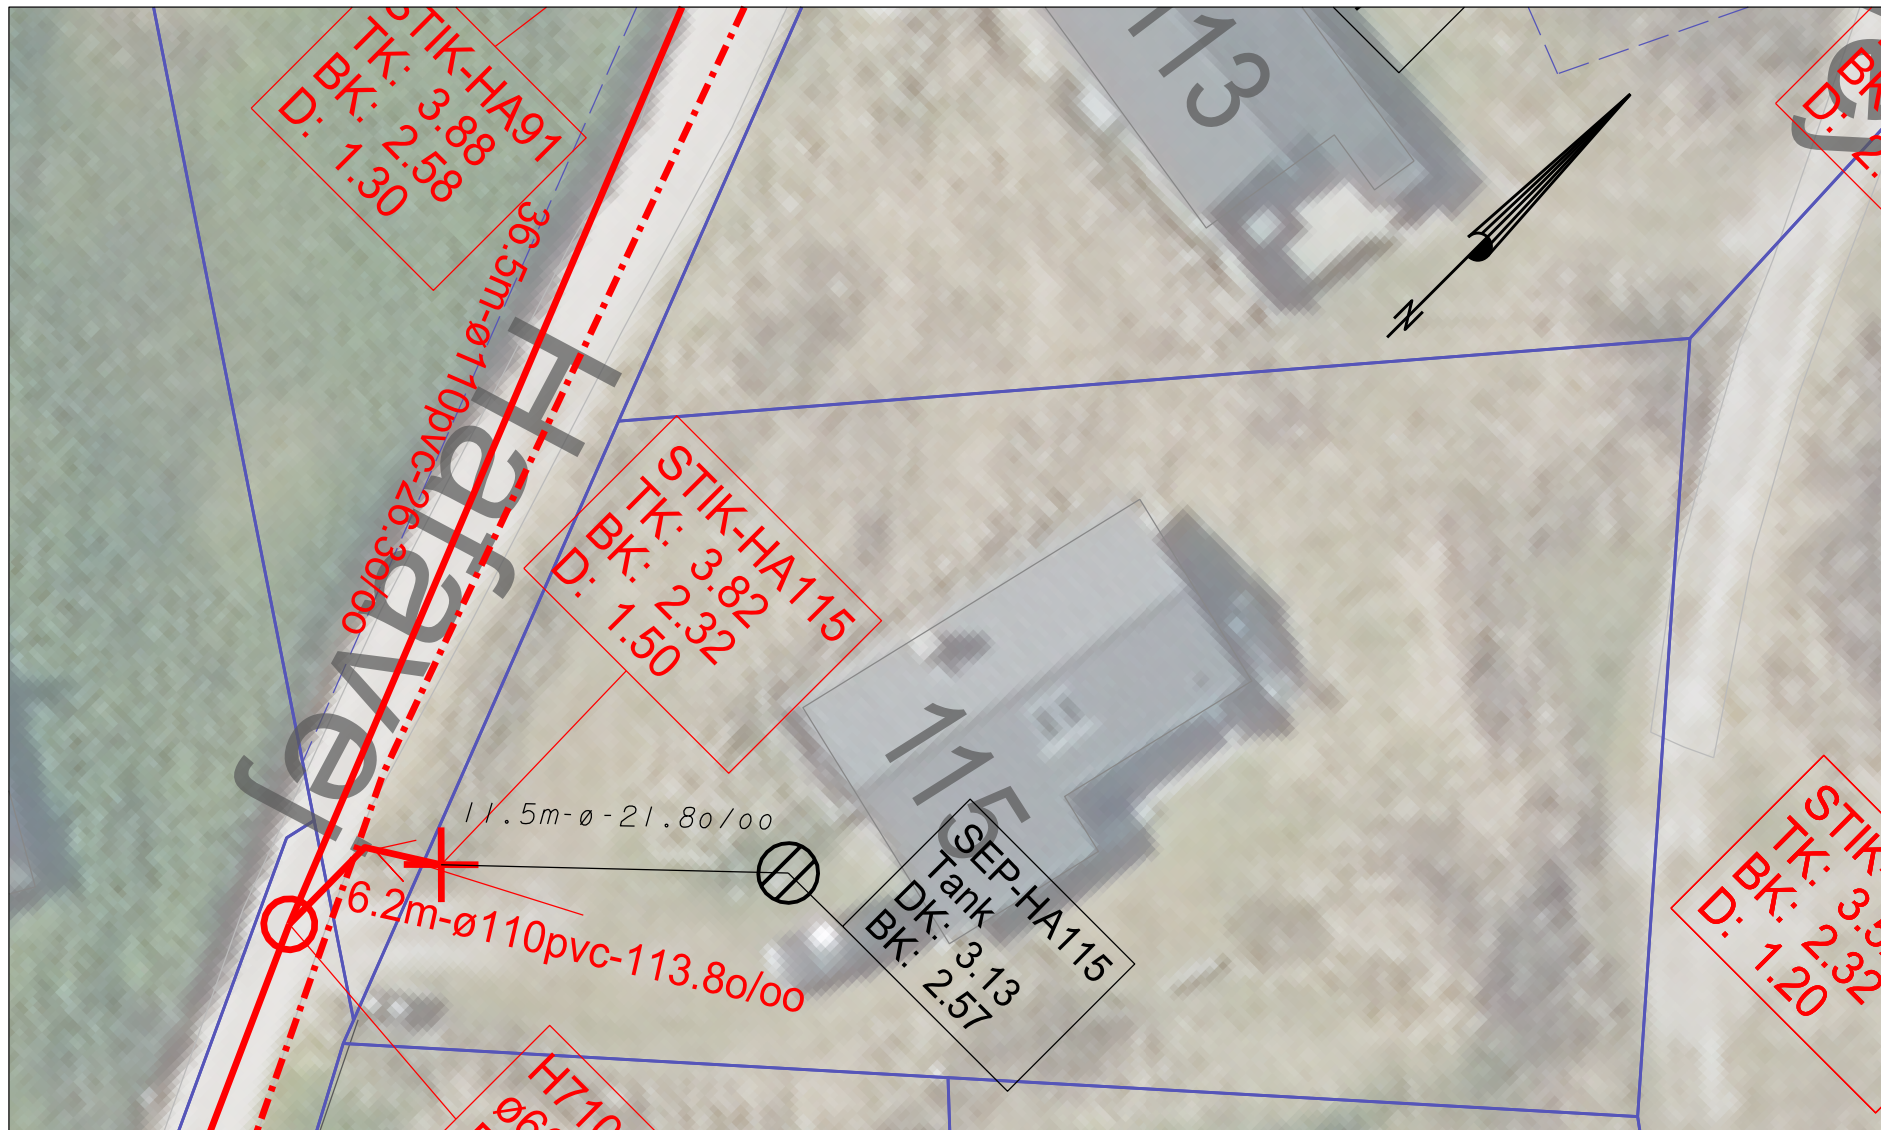 STIK-HA91
TK: 3.88
BK: 2.58
D: 1.30
36.5m-ø110pvc-26.3o/oo
Hafavej
113
N
STIK-HA115
TK: 3.82
BK: 2.32
D: 1.50
115
11.5m-ø-21.8o/oo
6.2m-ø110pvc-113.8o/oo
SEP-HA115
Tank
DK: 3.13
BK: 2.57
H710
BK
D: 2.
STIK
TK: 3.5
BK: 2.32
D: 1.20